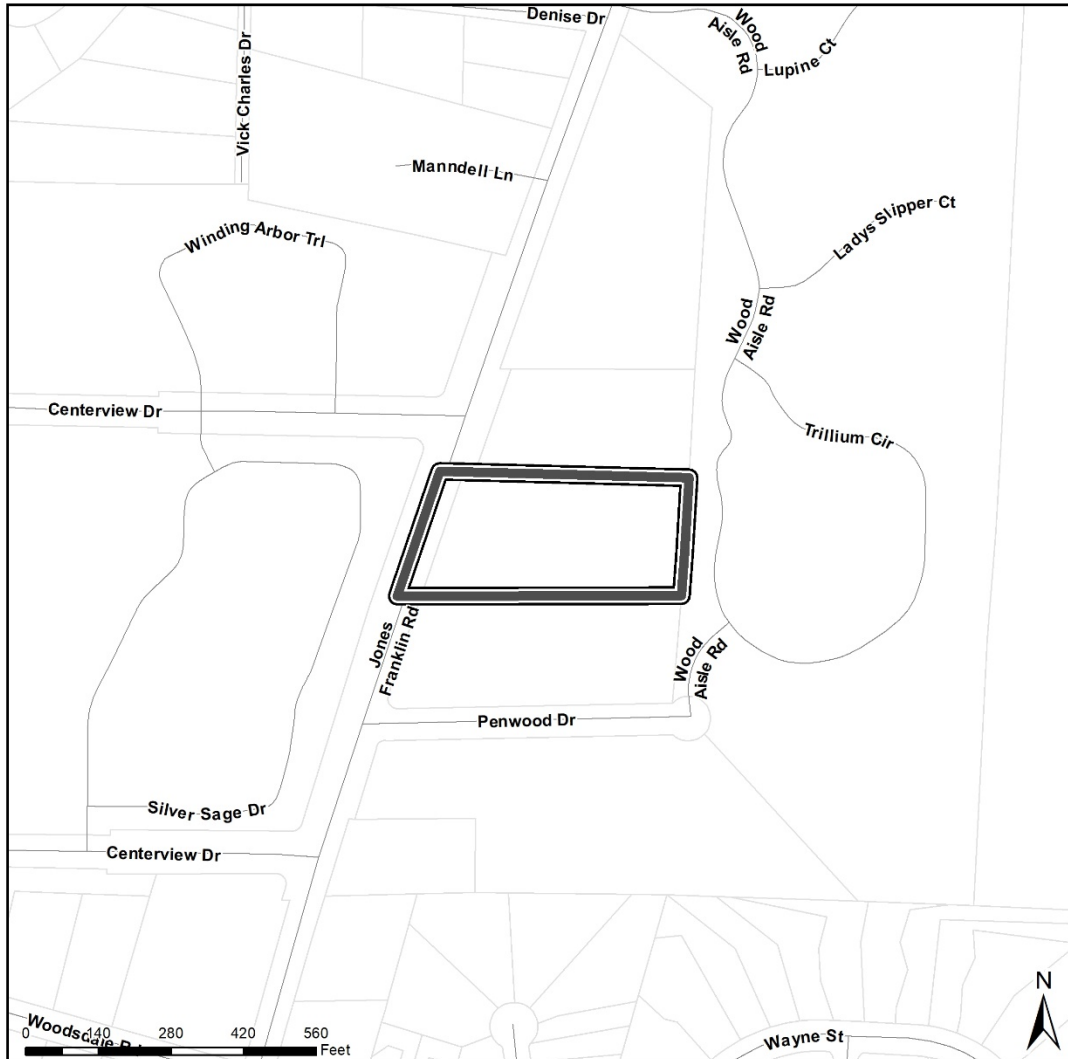 Denise Dr
Wood
Aisle Rd
Lupine Ct
Vick Charles Dr
Manndell Ln
Ladys Slipper Ct
Winding Arbor Trl
Wood
Aisle Rd
Centerview Dr
Trillium Cir
Jones
Franklin Rd
Wood
Aisle Rd
Penwood Dr
Silver Sage Dr
Centerview Dr
N
0 140 280 420 560
Feet
Woodsdale
Wayne St